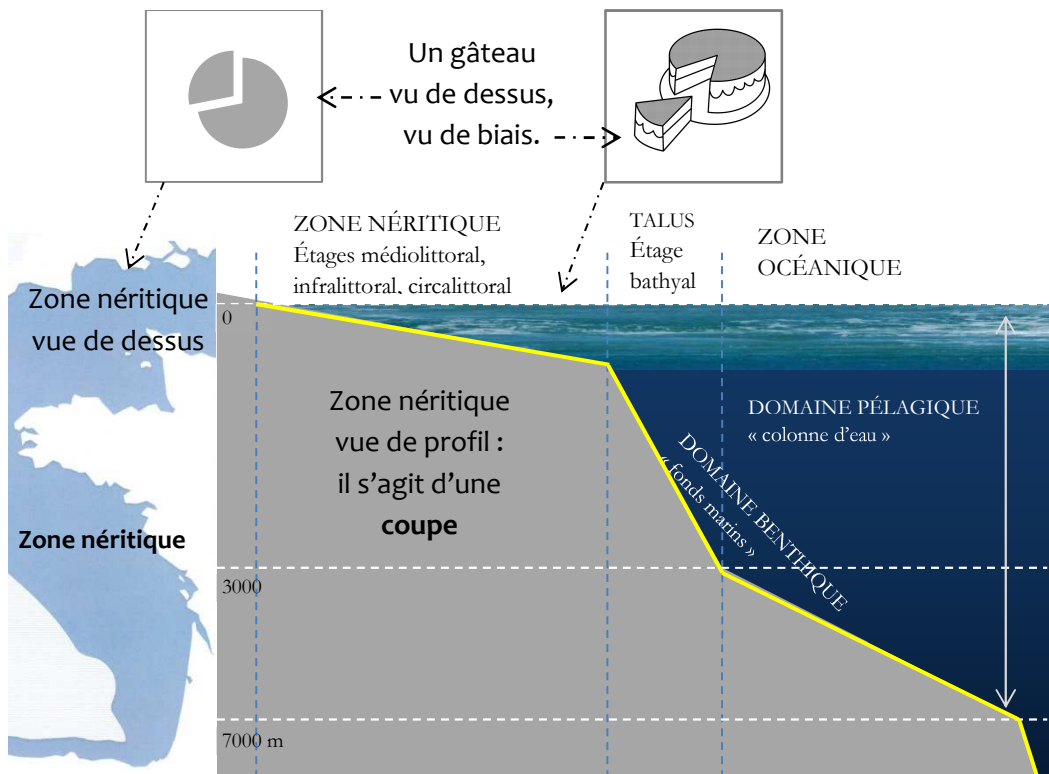 Un gâteau
vu de dessus,
vu de biais.
ZONE NÉRITIQUE
Étages médiolittoral,
infralittoral, circalittoral
TALUS
Étage
bathyal
ZONE
OCÉANIQUE
Zone néritique
vue de dessus
0
Zone néritique
vue de profil :
il s’agit d’une
coupe
DOMAINE PÉLAGIQUE
« colonne d’eau »
DOMAINE BENTHIQUE
« fonds marins »
Zone néritique
3000
7000 m